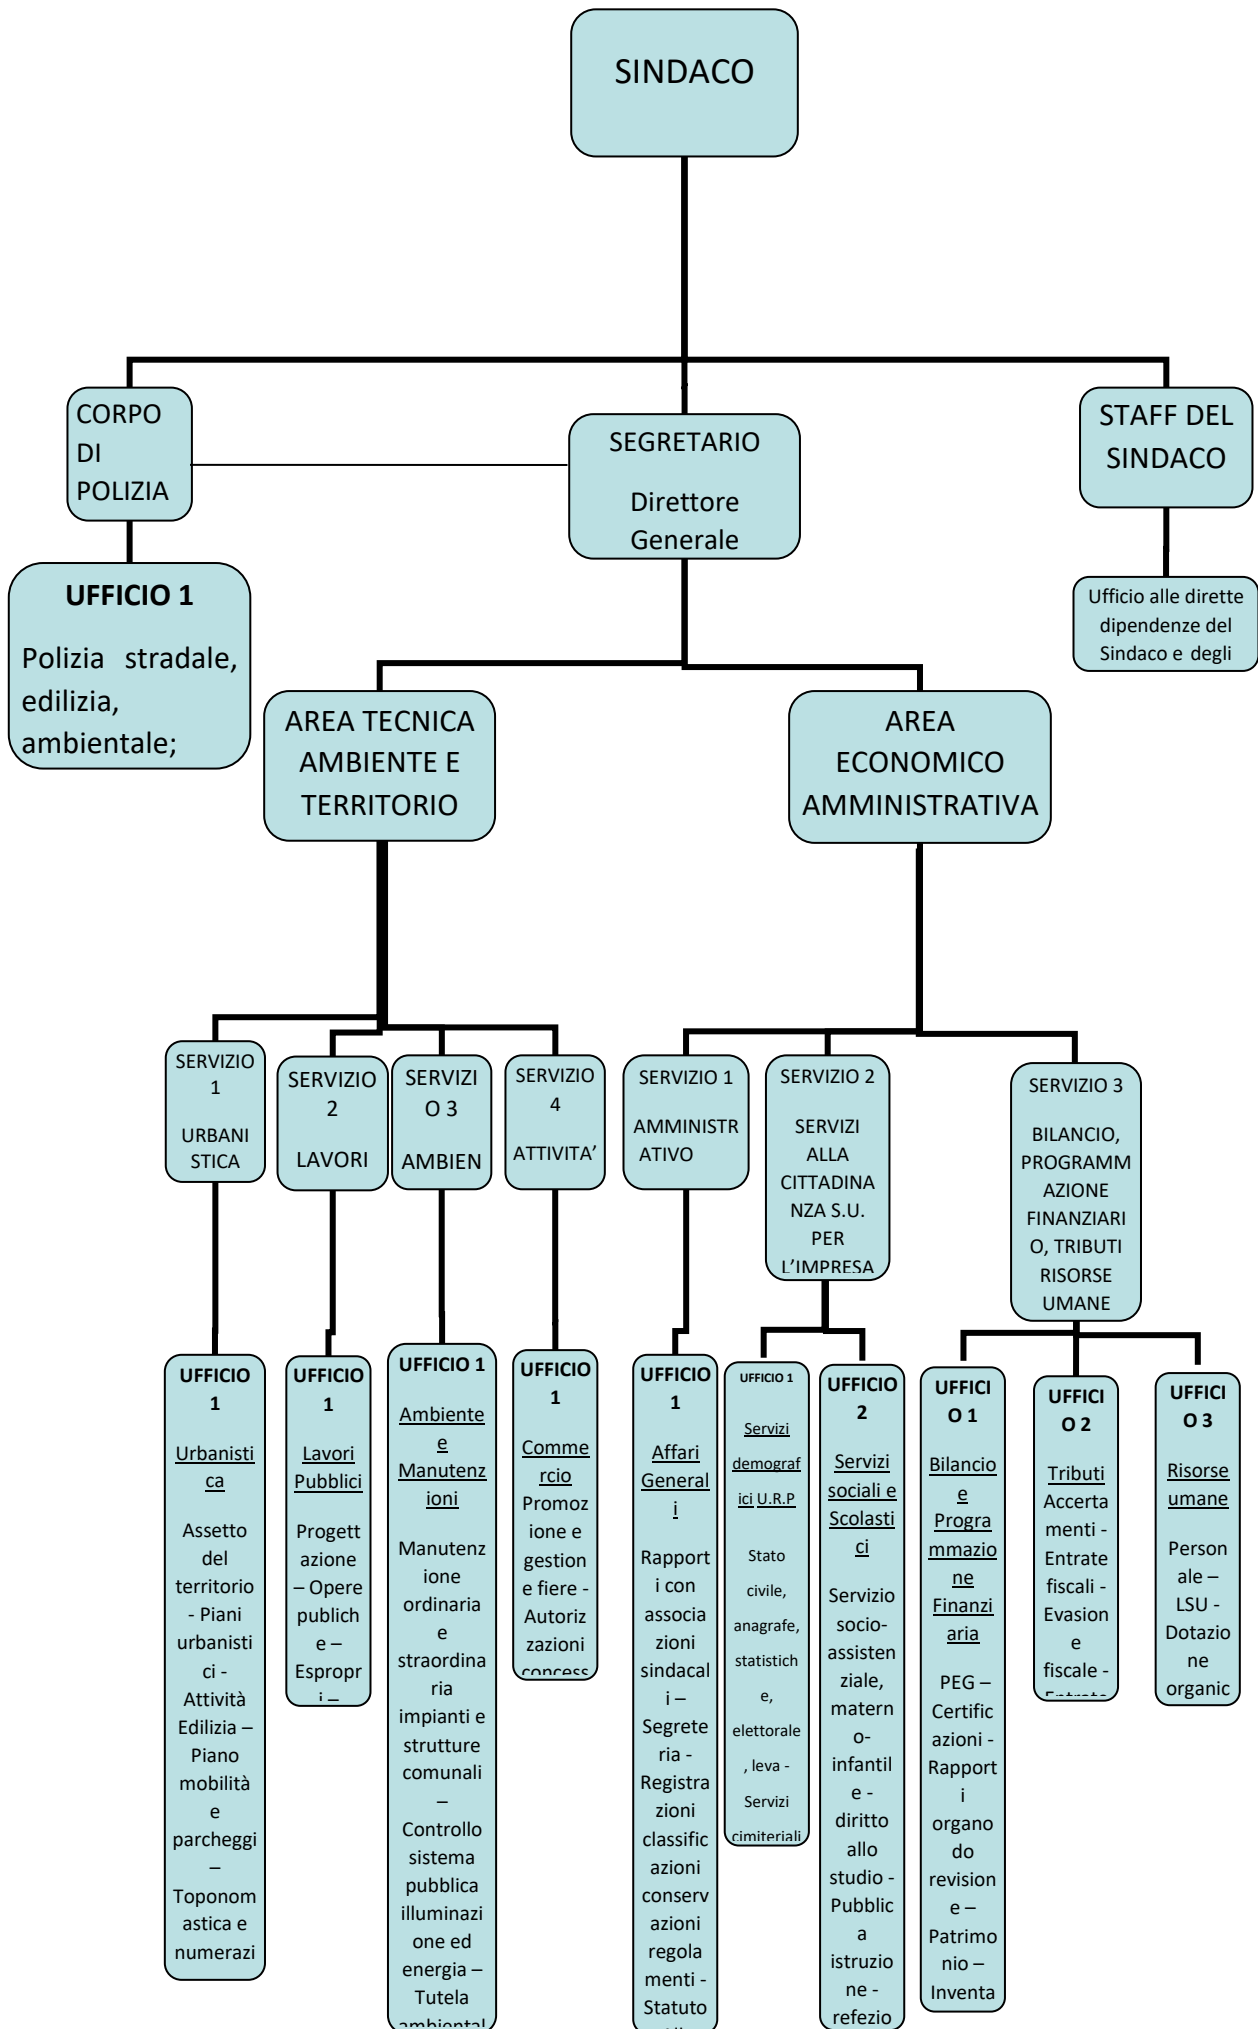 SINDACO
CORPO
DI
POLIZIA
SEGRETARIO
Direttore
Generale
STAFF DEL
SINDACO
UFFICIO 1
Polizia stradale,
edilizia,
ambientale;
Ufficio alle dirette
dipendenze del
Sindaco e degli
AREA TECNICA
AMBIENTE E
TERRITORIO
AREA
ECONOMICO
AMMINISTRATIVA
SERVIZIO
1
URBANI
STICA
SERVIZIO
2
LAVORI
SERVIZI
O 3
AMBIEN
SERVIZIO
4
ATTIVITA’
SERVIZIO 1
AMMINISTR
ATIVO
SERVIZIO 2
SERVIZI
ALLA
CITTADINA
NZA S.U.
PER
L’IMPRESA
SERVIZIO 3
BILANCIO,
PROGRAMM
AZIONE
FINANZIARI
O, TRIBUTI
RISORSE
UMANE
UFFICIO
1
Urbanisti
ca
Assetto
del
territorio
- Piani
urbanisti
ci -
Attività
Edilizia –
Piano
mobilità
e
parcheggi
–
Toponom
astica e
numerazi
UFFICIO
1
Lavori
Pubblici
Progett
azione
– Opere
publich
e –
Espropr
i –
UFFICIO 1
Ambiente
e
Manutenz
ioni
Manutenz
ione
ordinaria
e
straordina
ria
impianti e
strutture
comunali
–
Controllo
sistema
pubblica
illuminazi
one ed
energia –
Tutela
ambiental
UFFICIO
1
Comme
rcio
Promoz
ione e
gestion
e fiere -
Autoriz
zazioni
concess
UFFICIO
1
Affari
General
i
Rapport
i con
associa
zioni
sindacal
i –
Segrete
ria -
Registra
zioni
classific
azioni
conserv
azioni
regola
menti -
Statuto
UFFICIO 1
Servizi
demograf
ici U.R.P
Stato
civile,
anagrafe,
statistich
e,
elettorale
, leva -
Servizi
cimiteriali
UFFICIO
2
Servizi
sociali e
Scolasti
ci
Servizio
socio-
assisten
ziale,
matern
o-
infantil
e -
diritto
allo
studio -
Pubblic
a
istruzio
ne -
refezio
UFFICI
O 1
Bilancio
e
Progra
mmazio
ne
Finanzi
aria
PEG –
Certific
azioni -
Rapport
i
organo
do
revision
e –
Patrimo
nio –
Inventa
UFFICI
O 2
Tributi
Accerta
menti -
Entrate
fiscali -
Evasion
e
fiscale -
Entrate
UFFICI
O 3
Risorse
umane
Person
ale –
LSU -
Dotazio
ne
organic